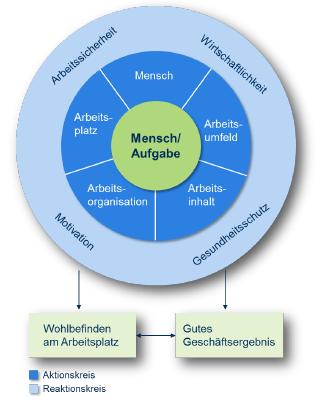 Arbeitssicherheit
Wirtschaftlichkeit
Mensch
Arbeits-
platz
Mensch/
Aufgabe
Arbeits-
umfeld
Arbeits-
organisation
Arbeits-
inhalt
Motivation
Gesundheitsschutz
Wohlbefinden
am Arbeitsplatz
Gutes
Geschäftsergebnis
Aktionskreis
Reaktionskreis